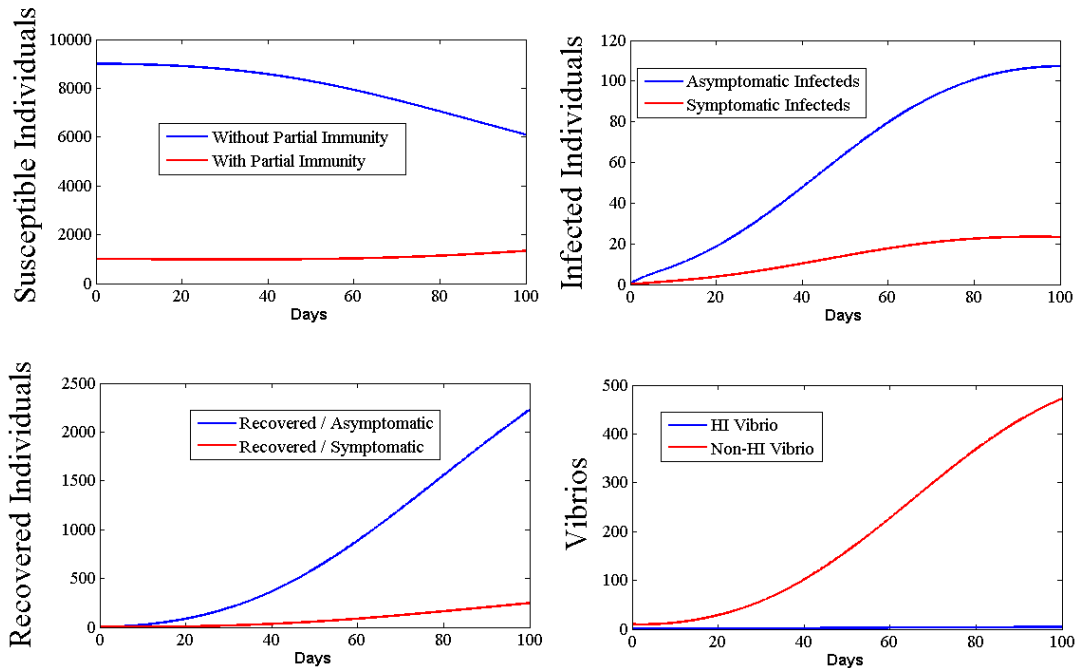 Susceptible Individuals
10000
8000
6000
4000
2000
0
Without Partial Immunity
With Partial Immunity
0 20 40 60 80 100
Days
Infected Individuals
120
100
80
60
40
20
0
Asymptomatic Infecteds
Symptomatic Infecteds
0 20 40 60 80 100
Days
Recovered Individuals
2500
2000
1500
1000
500
0
Recovered / Asymptomatic
Recovered / Symptomatic
0 20 40 60 80 100
Days
Vibrios
500
400
300
200
100
0
HI Vibrio
Non-HI Vibrio
0 20 40 60 80 100
Days